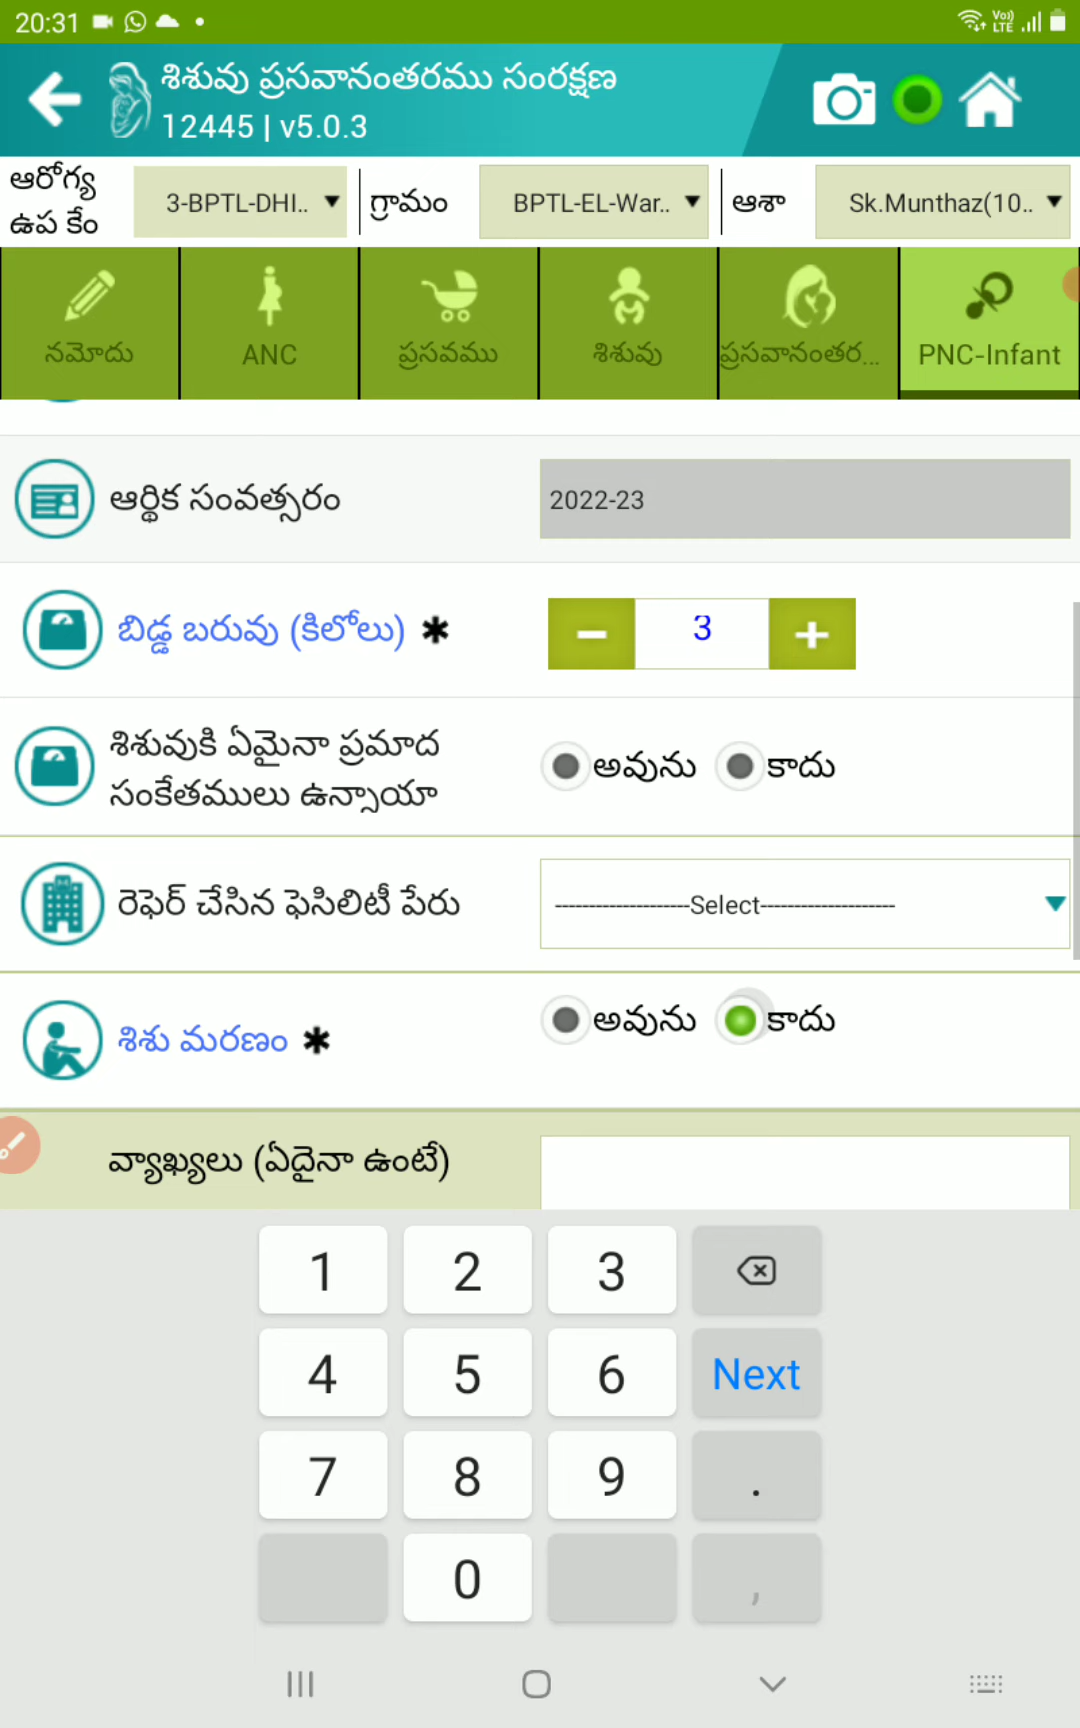 20:31
Vo) LTE
శిశువు ప్రసవానంతరము సంరక్షణ
12445 | v5.0.3
ఆరోగ్య ఉప కేం
3-BPTL-DHI..
గ్రామం
BPTL-EL-War..
ఆశా
Sk.Munthaz(10..
నమోదు
ANC
ప్రసవము
శిశువు
ప్రసవానంతర...
PNC-Infant
ఆర్థిక సంవత్సరం
2022-23
బిడ్డ బరువు (కిలోలు) ✱
− 3 +
శిశువుకి ఏమైనా ప్రమాద
సంకేతములు ఉన్నాయా
అవును కాదు
రెఫెర్ చేసిన ఫెసిలిటీ పేరు
--------------------Select--------------------
శిశు మరణం ✱
అవును కాదు
వ్యాఖ్యలు (ఏదైనా ఉంటే)
1 2 3
4 5 6 Next
7 8 9 .
0 ,